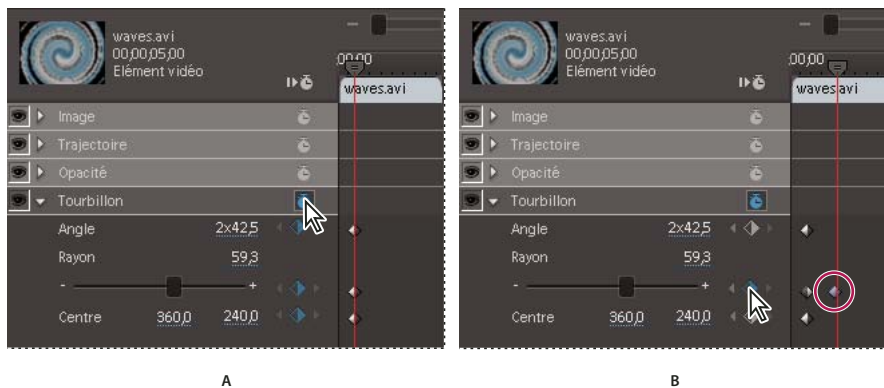 waves.avi
00;00;05;00
Elément vidéo
;00;00
waves.avi
Image
Trajectoire
Opacité
Tourbillon
Angle 2x42,5
Rayon 59,3
- +
Centre 360,0 240,0
A
waves.avi
00;00;05;00
Elément vidéo
;00;00
waves.avi
Image
Trajectoire
Opacité
Tourbillon
Angle 2x42,5
Rayon 59,3
- +
Centre 360,0 240,0
B